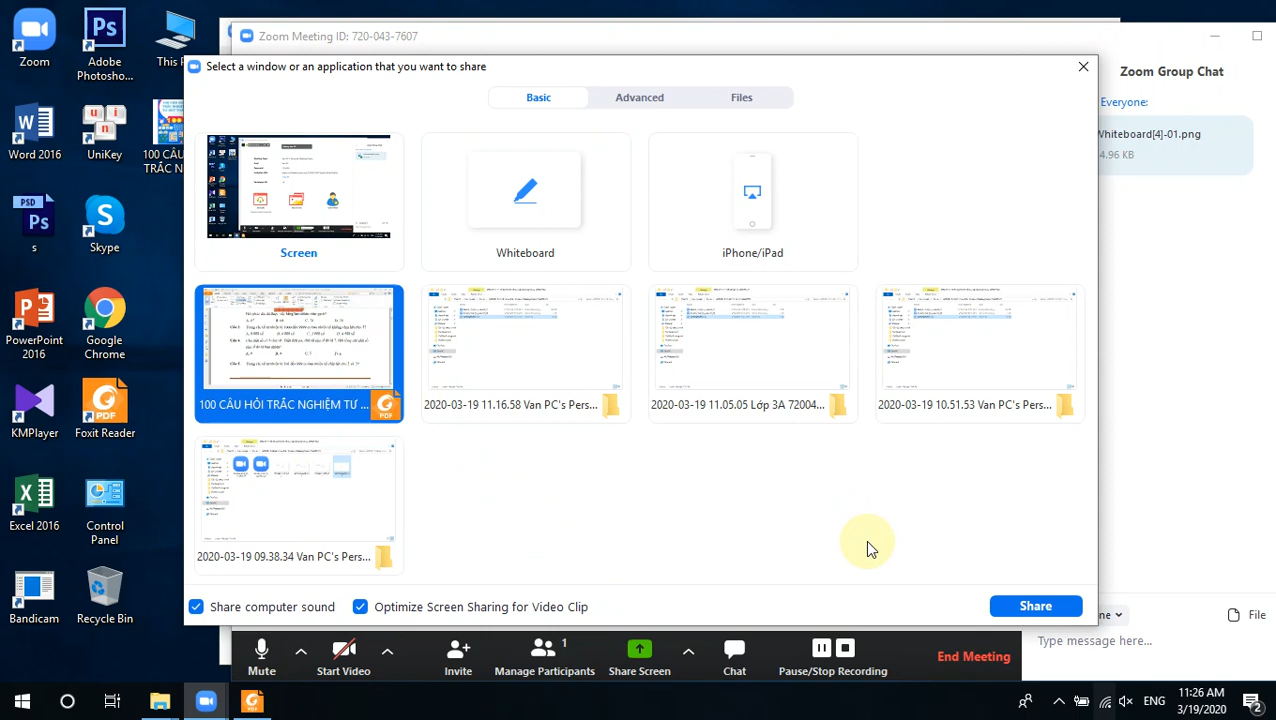 Zoom
Adobe
Photosho...
This
Word 2016
UniKey
100 CÂU
HỎI
TRẮC N
PSD
s
Skype
Powerpoint
2016
Google
Chrome
KMPlayer
Foxit Reader
Excel 2016
Control
Panel
Bandicam
Recycle Bin
Zoom Meeting ID: 720-043-7607
Select a window or an application that you want to share
Basic
Advanced
Files
Screen
Whiteboard
iPhone/iPad
100 CÂU HỎI TRẮC NGHIỆM TƯ ...
PDF
2020-03-19 11.16.58 Van PC's Pers...
2020-03-19 11.05.05 Lớp 3A 72004...
2020-03-19 10.51.53 Van PC's Pers...
2020-03-19 09.38.34 Van PC's Pers...
Share computer sound
Optimize Screen Sharing for Video Clip
Share
Zoom Group Chat
Everyone:
Whiteboard[4]-01.png
4.96 KB
File
Type message here...
Mute
Start Video
Invite
1
Manage Participants
Share Screen
Chat
Pause/Stop Recording
End Meeting
ENG
11:26 AM
3/19/2020
2